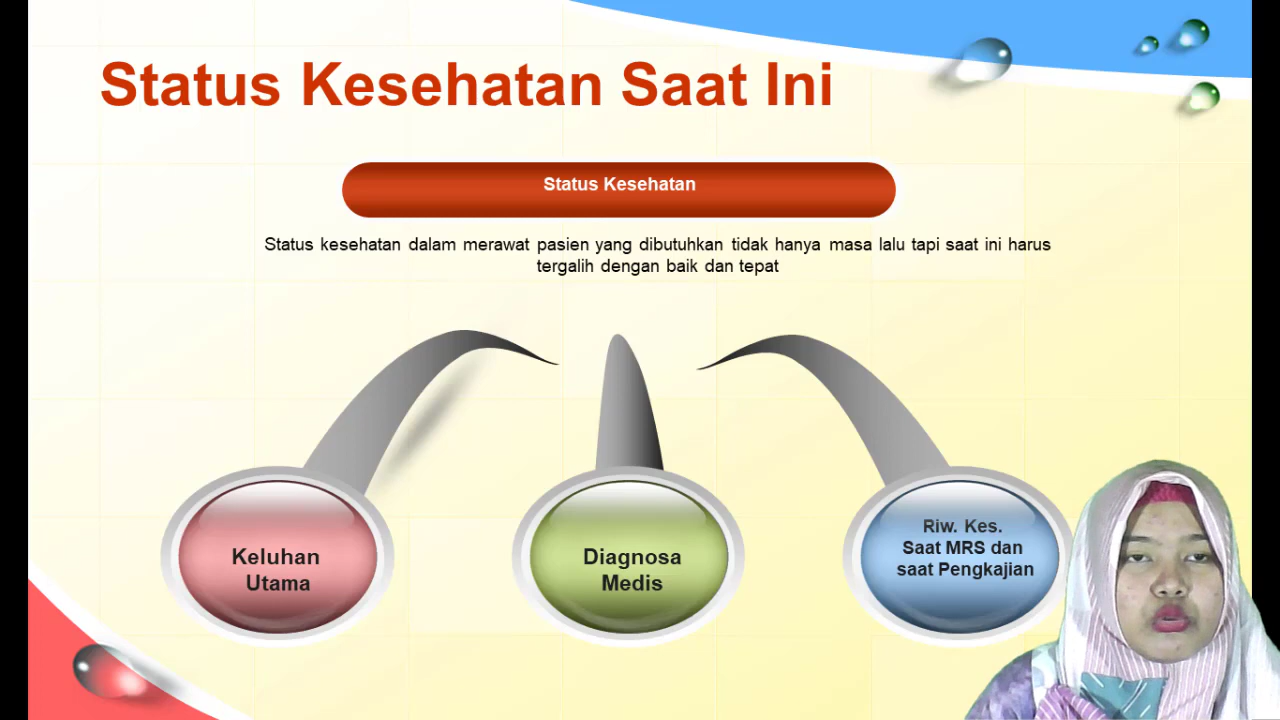 Status Kesehatan Saat Ini
Status Kesehatan
Status kesehatan dalam merawat pasien yang dibutuhkan tidak hanya masa lalu tapi saat ini harus
tergalih dengan baik dan tepat
Keluhan
Utama
Diagnosa
Medis
Riw. Kes.
Saat MRS dan
saat Pengkajian